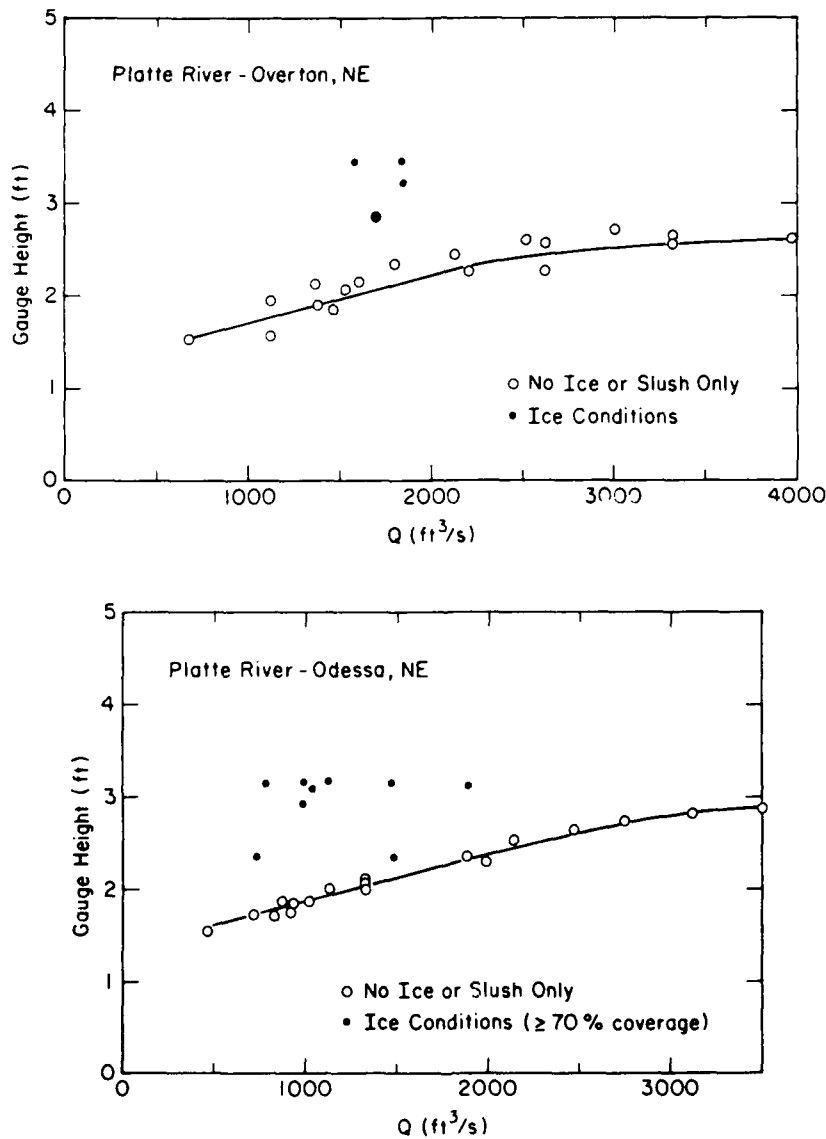 5
Platte River - Overton, NE
4
3
2
1
0
Gauge Height (ft)
○ No Ice or Slush Only
• Ice Conditions
0 1000 2000 3000 4000
Q (ft³/s)
5
Platte River - Odessa, NE
4
3
2
1
0
Gauge Height (ft)
○ No Ice or Slush Only
• Ice Conditions (≥ 70 % coverage)
0 1000 2000 3000
Q (ft³/s)